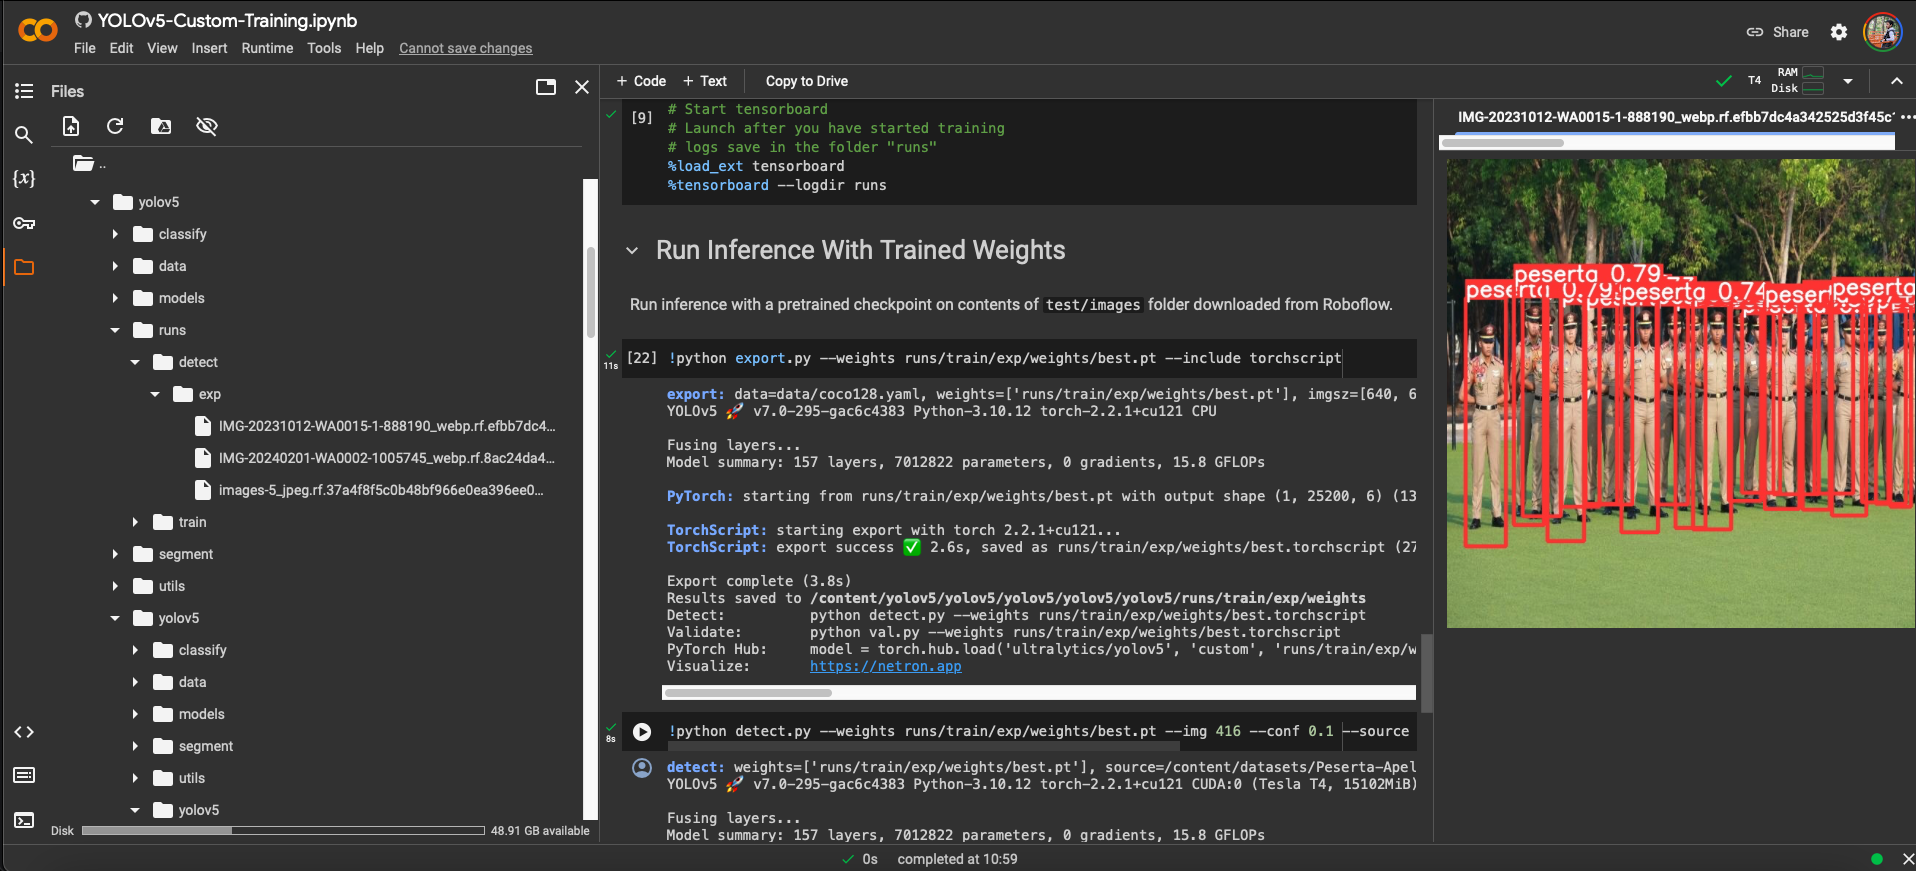 YOLOv5-Custom-Training.ipynb
File Edit View Insert Runtime Tools Help Cannot save changes
Share
Files
+ Code + Text Copy to Drive
T4 RAM
Disk
..
yolov5
classify
data
models
runs
detect
exp
IMG-20231012-WA0015-1-888190_webp.rf.efbb7dc4...
IMG-20240201-WA0002-1005745_webp.rf.8ac24da4...
images-5_jpeg.rf.37a4f8f5c0b48bf966e0ea396ee0...
train
segment
utils
yolov5
classify
data
models
segment
utils
yolov5
Disk 48.91 GB available
{x}
[9]
# Start tensorboard
# Launch after you have started training
# logs save in the folder "runs"
%load_ext tensorboard
%tensorboard --logdir runs
Run Inference With Trained Weights
Run inference with a pretrained checkpoint on contents of test/images folder downloaded from Roboflow.
11s
[22] !python export.py --weights runs/train/exp/weights/best.pt --include torchscript
export: data=data/coco128.yaml, weights=['runs/train/exp/weights/best.pt'], imgsz=[640, 6
YOLOv5 🚀 v7.0-295-gac6c4383 Python-3.10.12 torch-2.2.1+cu121 CPU
Fusing layers...
Model summary: 157 layers, 7012822 parameters, 0 gradients, 15.8 GFLOPs
PyTorch: starting from runs/train/exp/weights/best.pt with output shape (1, 25200, 6) (13
TorchScript: starting export with torch 2.2.1+cu121...
TorchScript: export success ✅ 2.6s, saved as runs/train/exp/weights/best.torchscript (27
Export complete (3.8s)
Results saved to /content/yolov5/yolov5/yolov5/yolov5/yolov5/runs/train/exp/weights
Detect: python detect.py --weights runs/train/exp/weights/best.torchscript
Validate: python val.py --weights runs/train/exp/weights/best.torchscript
PyTorch Hub: model = torch.hub.load('ultralytics/yolov5', 'custom', 'runs/train/exp/w
Visualize: https://netron.app
8s
!python detect.py --weights runs/train/exp/weights/best.pt --img 416 --conf 0.1 --source
detect: weights=['runs/train/exp/weights/best.pt'], source=/content/datasets/Peserta-Apel
YOLOv5 🚀 v7.0-295-gac6c4383 Python-3.10.12 torch-2.2.1+cu121 CUDA:0 (Tesla T4, 15102MiB)
Fusing layers...
Model summary: 157 layers, 7012822 parameters, 0 gradients, 15.8 GFLOPs
0s completed at 10:59
IMG-20231012-WA0015-1-888190_webp.rf.efbb7dc4a342525d3f45c
peserta 0.79
peserta 0.74
peserta